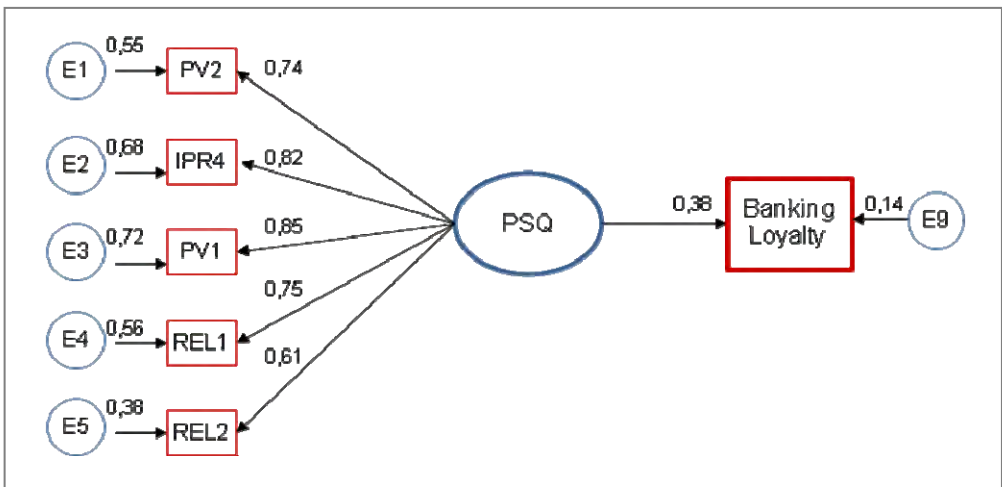 0,55
E1
PV2
0,74
0,68
E2
IPR4
0,82
0,72
E3
PV1
0,85
0,56
E4
REL1
0,75
0,38
E5
REL2
0,61
PSQ
0,38
Banking
Loyalty
0,14
E9